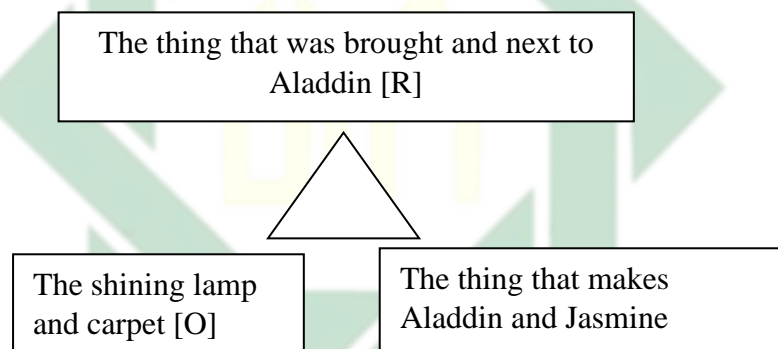 The thing that was brought and next to
Aladdin [R]
The shining lamp
and carpet [O]
The thing that makes
Aladdin and Jasmine